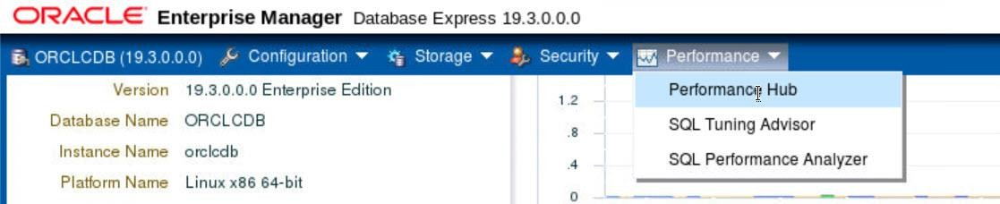 ORACLE Enterprise Manager Database Express 19.3.0.0.0
ORCLCDB (19.3.0.0.0) Configuration Storage Security Performance
Version 19.3.0.0.0 Enterprise Edition
Database Name ORCLCDB
Instance Name orclcdb
Platform Name Linux x86 64-bit
Performance Hub
SQL Tuning Advisor
SQL Performance Analyzer
1.2
.8
.4
0